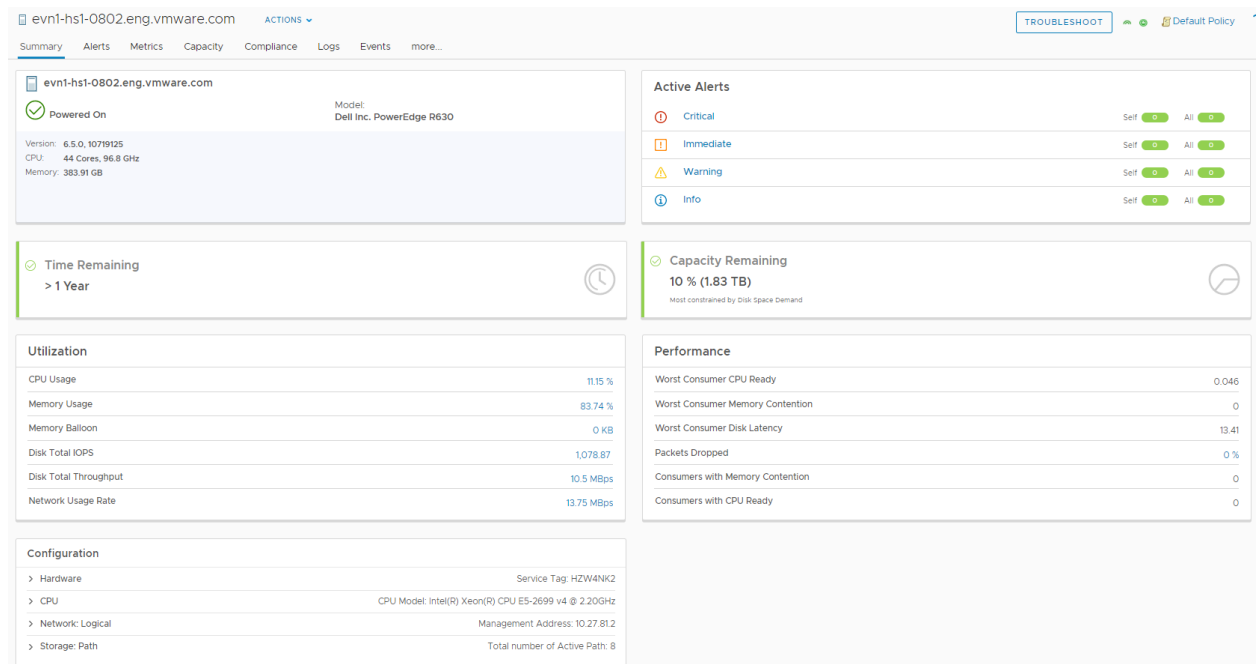 evn1-hs1-0802.eng.vmware.com ACTIONS TROUBLESHOOT Default Policy
Summary Alerts Metrics Capacity Compliance Logs Events more...
evn1-hs1-0802.eng.vmware.com
Powered On
Model:
Dell Inc. PowerEdge R630
Version: 6.5.0, 10719125
CPU: 44 Cores, 96.8 GHz
Memory: 383.91 GB
Active Alerts
Critical Self 0 All 0
Immediate Self 0 All 0
Warning Self 0 All 0
Info Self 0 All 0
Time Remaining
> 1 Year
Capacity Remaining
10 % (1.83 TB)
Most constrained by Disk Space Demand
Utilization
CPU Usage 11.15 %
Memory Usage 83.74 %
Memory Balloon 0 KB
Disk Total IOPS 1,078.87
Disk Total Throughput 10.5 MBps
Network Usage Rate 13.75 MBps
Performance
Worst Consumer CPU Ready 0.046
Worst Consumer Memory Contention 0
Worst Consumer Disk Latency 13.41
Packets Dropped 0 %
Consumers with Memory Contention 0
Consumers with CPU Ready 0
Configuration
> Hardware Service Tag: HZW4NK2
> CPU CPU Model: Intel(R) Xeon(R) CPU E5-2699 v4 @ 2.20GHz
> Network: Logical Management Address: 10.27.81.2
> Storage: Path Total number of Active Path: 8